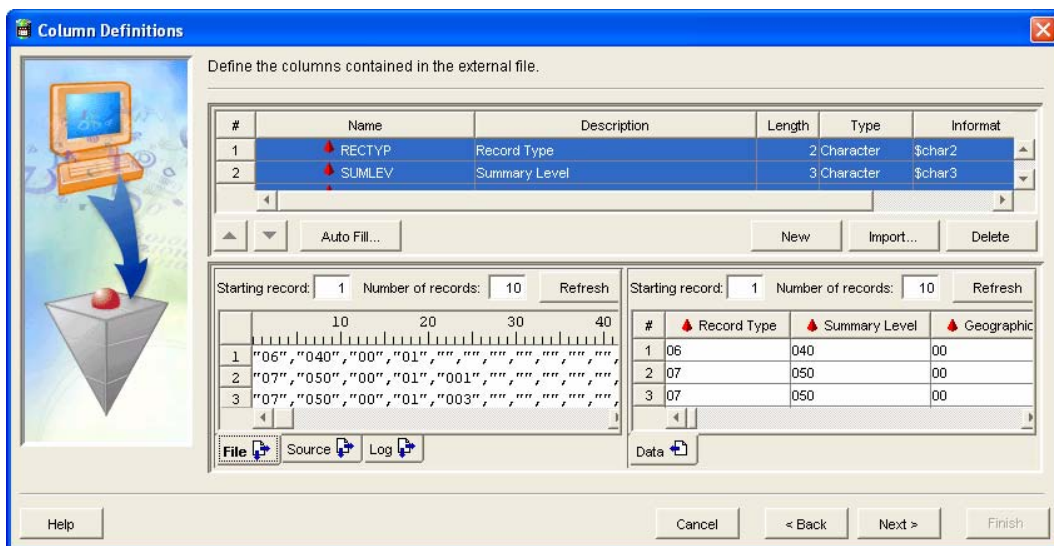 Column Definitions
Define the columns contained in the external file.
# Name Description Length Type Informat
1 RECTYP Record Type 2 Character $char2
2 SUMLEV Summary Level 3 Character $char3
Auto Fill... New Import... Delete
Starting record: 1 Number of records: 10 Refresh
10 20 30 40
1 "06","040","00","01","","","","","","",
2 "07","050","00","01","001","","","","",
3 "07","050","00","01","003","","","","",
File Source Log
Starting record: 1 Number of records: 10 Refresh
# Record Type Summary Level Geographic
1 06 040 00
2 07 050 00
3 07 050 00
Data
Help Cancel < Back Next > Finish